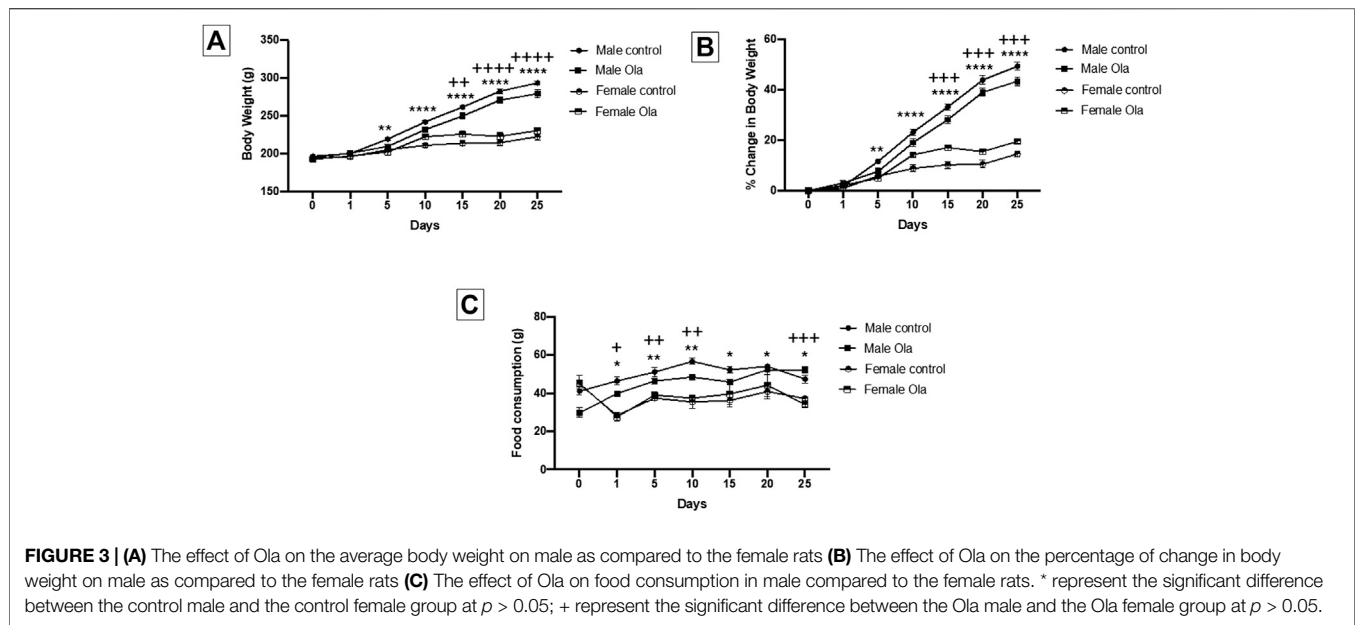 A
350
300
250
200
150
Body Weight (g)
++++
++++
++
****
****
****
****
**
0 1 5 10 15 20 25
Days
Male control
Male Ola
Female control
Female Ola
B
60
40
20
0
% Change in Body Weight
+++
+++
+++
****
****
****
****
**
0 1 5 10 15 20 25
Days
Male control
Male Ola
Female control
Female Ola
C
80
60
40
20
0
Food consumption (g)
+ ++ ++ +++
* ** ** * * *
0 1 5 10 15 20 25
Days
Male control
Male Ola
Female control
Female Ola
FIGURE 3 | (A) The effect of Ola on the average body weight on male as compared to the female rats (B) The effect of Ola on the percentage of change in body
weight on male as compared to the female rats (C) The effect of Ola on food consumption in male compared to the female rats. * represent the significant difference
between the control male and the control female group at p > 0.05; + represent the significant difference between the Ola male and the Ola female group at p > 0.05.